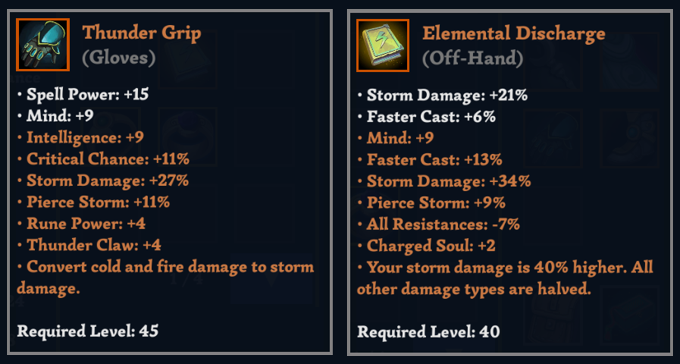 Thunder Grip
(Gloves)
• Spell Power: +15
• Mind: +9
• Intelligence: +9
• Critical Chance: +11%
• Storm Damage: +27%
• Pierce Storm: +11%
• Rune Power: +4
• Thunder Claw: +4
• Convert cold and fire damage to storm
damage.
Required Level: 45
Elemental Discharge
(Off-Hand)
• Storm Damage: +21%
• Faster Cast: +6%
• Mind: +9
• Faster Cast: +13%
• Storm Damage: +34%
• Pierce Storm: +9%
• All Resistances: -7%
• Charged Soul: +2
• Your storm damage is 40% higher. All
other damage types are halved.
Required Level: 40